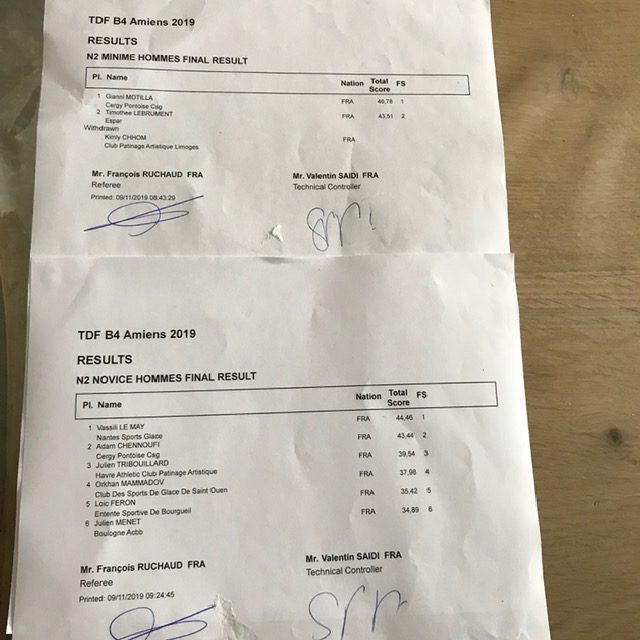 TDF B4 Amiens 2019
RESULTS
N2 MINIME HOMMES FINAL RESULT
Pl. Name Nation Total Score FS
1 Gianni MOTILLA FRA 46,78 1
Cergy Pontoise Csg
2 Timothee LEBRUMENT FRA 43,51 2
Espar
Withdrawn
Kimly CHHOM FRA
Club Patinage Artistique Limoges
Mr. François RUCHAUD FRA Mr. Valentin SAIDI FRA
Referee Technical Controller
Printed: 09/11/2019 08:43:29
TDF B4 Amiens 2019
RESULTS
N2 NOVICE HOMMES FINAL RESULT
Pl. Name Nation Total Score FS
1 Vassili LE MAY FRA 44,46 1
Nantes Sports Glace
2 Adam CHENNOUFI FRA 43,44 2
Cergy Pontoise Csg
3 Julien TRIBOUILLARD FRA 39,54 3
Havre Athletic Club Patinage Artistique
4 Orkhan MAMMADOV FRA 37,98 4
Club Des Sports De Glace De Saint Ouen
5 Loic FERON FRA 35,42 5
Entente Sportive De Bourgueil
6 Julien MENET FRA 34,89 6
Boulogne Acbb
Mr. François RUCHAUD FRA Mr. Valentin SAIDI FRA
Referee Technical Controller
Printed: 09/11/2019 09:24:45